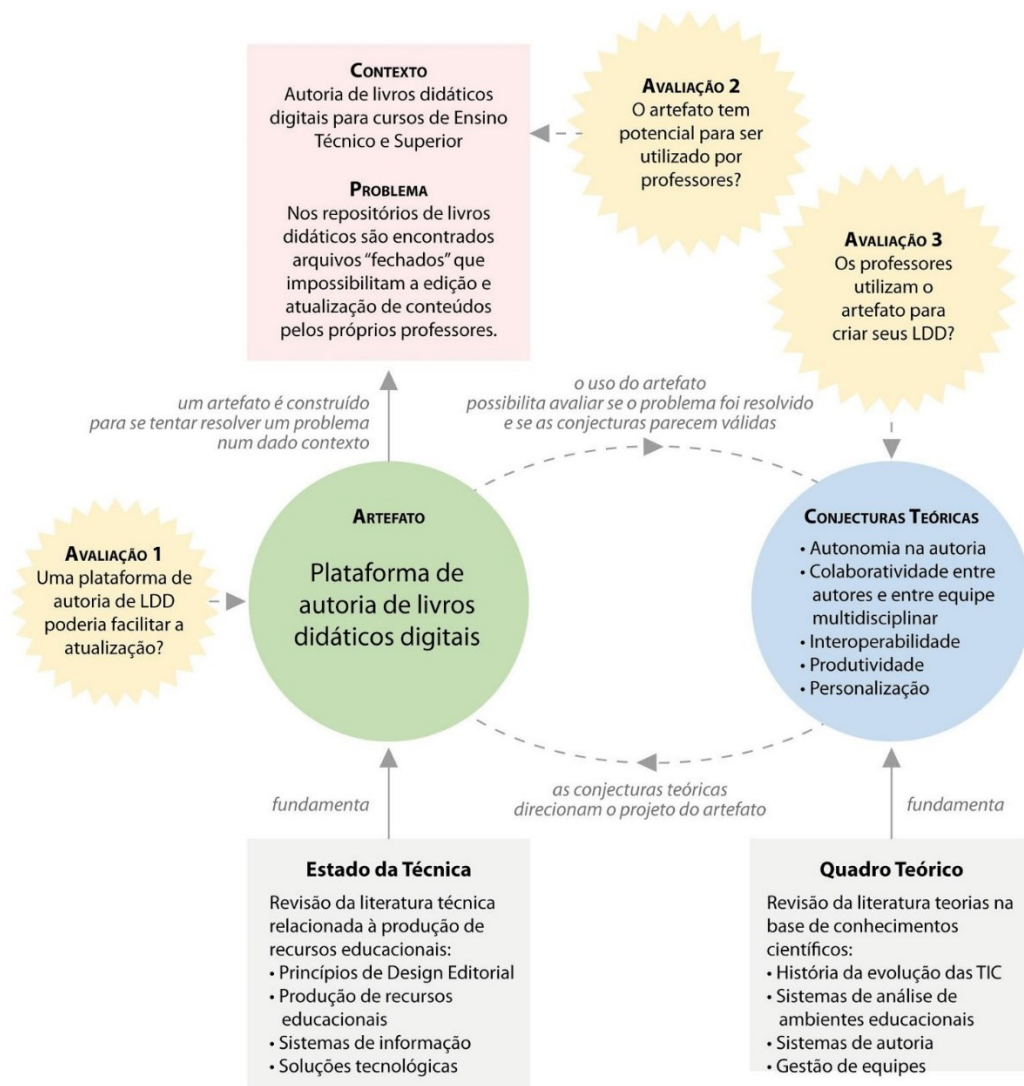 CONTEXTO
Autoria de livros didáticos
digitais para cursos de Ensino
Técnico e Superior
PROBLEMA
Nos repositórios de livros
didáticos são encontrados
arquivos “fechados” que
impossibilitam a edição e
atualização de conteúdos
pelos próprios professores.
AVALIAÇÃO 2
O artefato tem
potencial para ser
utilizado por
professores?
AVALIAÇÃO 3
Os professores
utilizam o
artefato para
criar seus LDD?
um artefato é construído
para se tentar resolver um problema
num dado contexto
o uso do artefato
possibilita avaliar se o problema foi resolvido
e se as conjecturas parecem válidas
AVALIAÇÃO 1
Uma plataforma de
autoria de LDD
poderia facilitar a
atualização?
ARTEFATO
Plataforma de
autoria de livros
didáticos digitais
CONJECTURAS TEÓRICAS
• Autonomia na autoria
• Colaboratividade entre
autores e entre equipe
multidisciplinar
• Interoperabilidade
• Produtividade
• Personalização
fundamenta
as conjecturas teóricas
direcionam o projeto do artefato
fundamenta
Estado da Técnica
Revisão da literatura técnica
relacionada à produção de
recursos educacionais:
• Princípios de Design Editorial
• Produção de recursos
educacionais
• Sistemas de informação
• Soluções tecnológicas
Quadro Teórico
Revisão da literatura teorias na
base de conhecimentos
científicos:
• História da evolução das TIC
• Sistemas de análise de
ambientes educacionais
• Sistemas de autoria
• Gestão de equipes